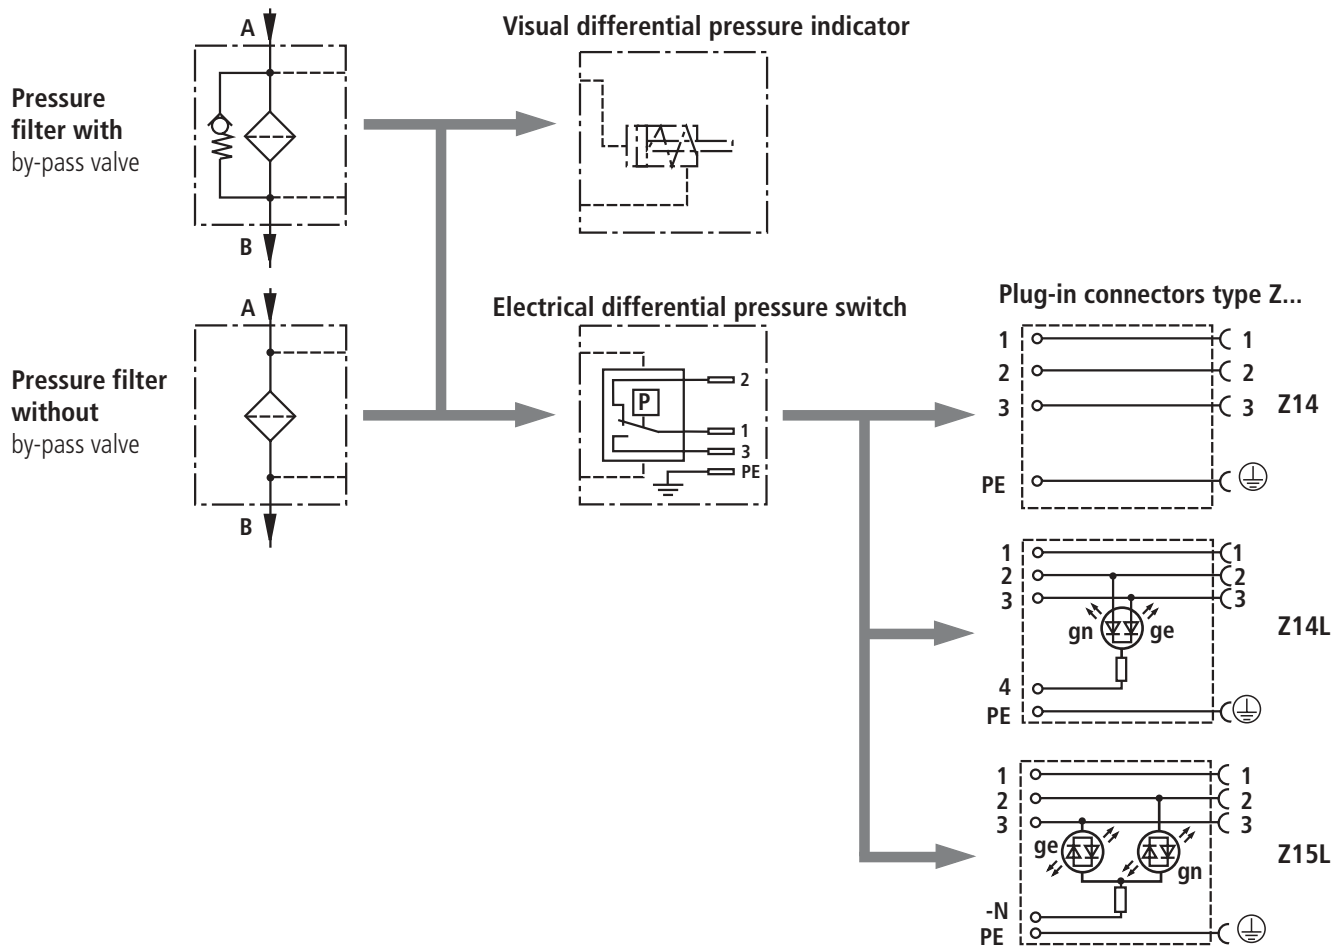 A
Pressure
filter with
by-pass valve
B
Visual differential pressure indicator
A
Pressure filter
without
by-pass valve
B
Electrical differential pressure switch
P
2
1
3
PE
Plug-in connectors type Z...
1 1
2 2
3 3 Z14
PE
1 1
2 2
3 3
gn ge Z14L
4
PE
1 1
2 2
3 3
ge gn Z15L
-N
PE